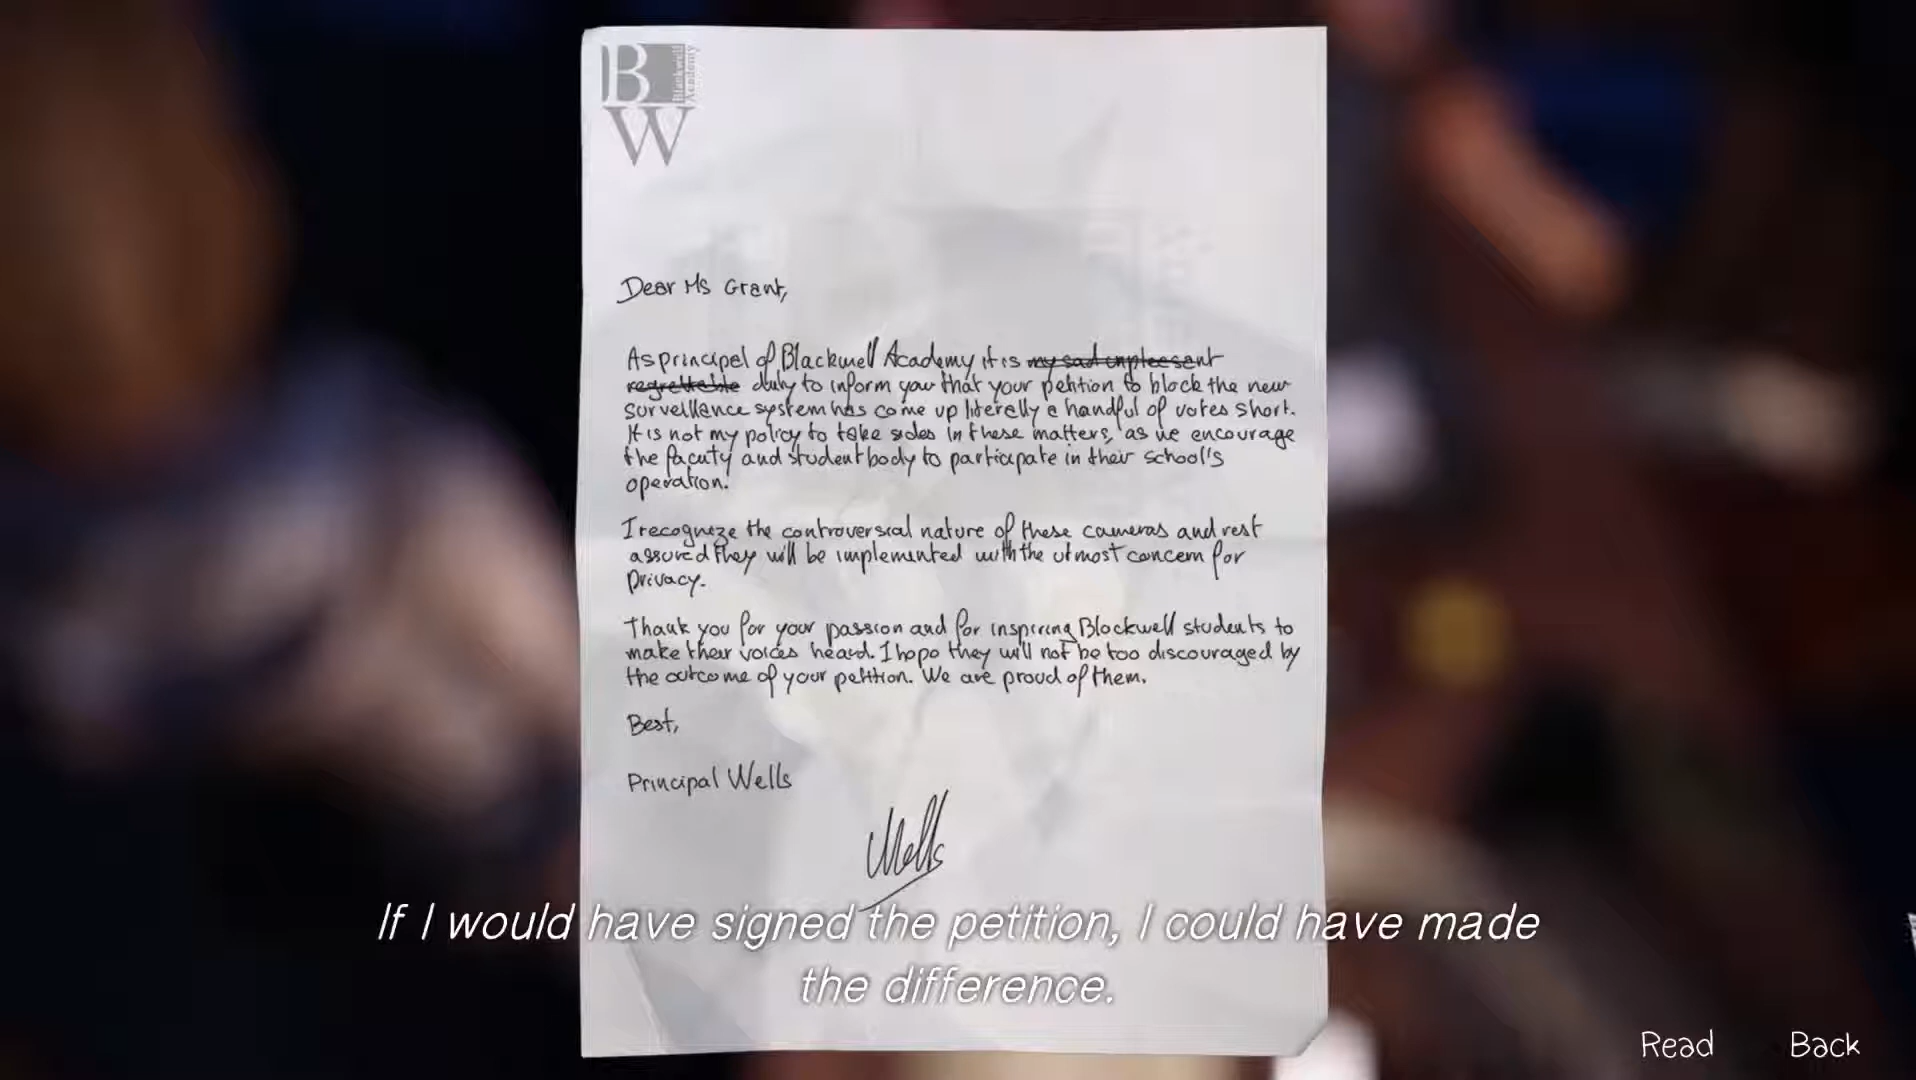 B
Blackwell
Academy
W
Dear Ms Grant,
As principel of Blackwell Academy it is my sad unpleesent
regrettable duty to inform you that your petition to block the new
surveillance system has come up literelly a handful of votes short.
It is not my policy to take sides in these matters, as we encourage
the facuty and student body to participate in their school's
operation.
I recognize the controversial nature of these cameras and rest
assured they will be implemented with the utmost concern for
privacy.
Thank you for your passion and for inspiring Blackwell students to
make their voices heard. I hope they will not be too discouraged by
the outcome of your petition. We are proud of them.
Best,
Principal Wells
Wells
If I would have signed the petition, I could have made
the difference.
Read Back